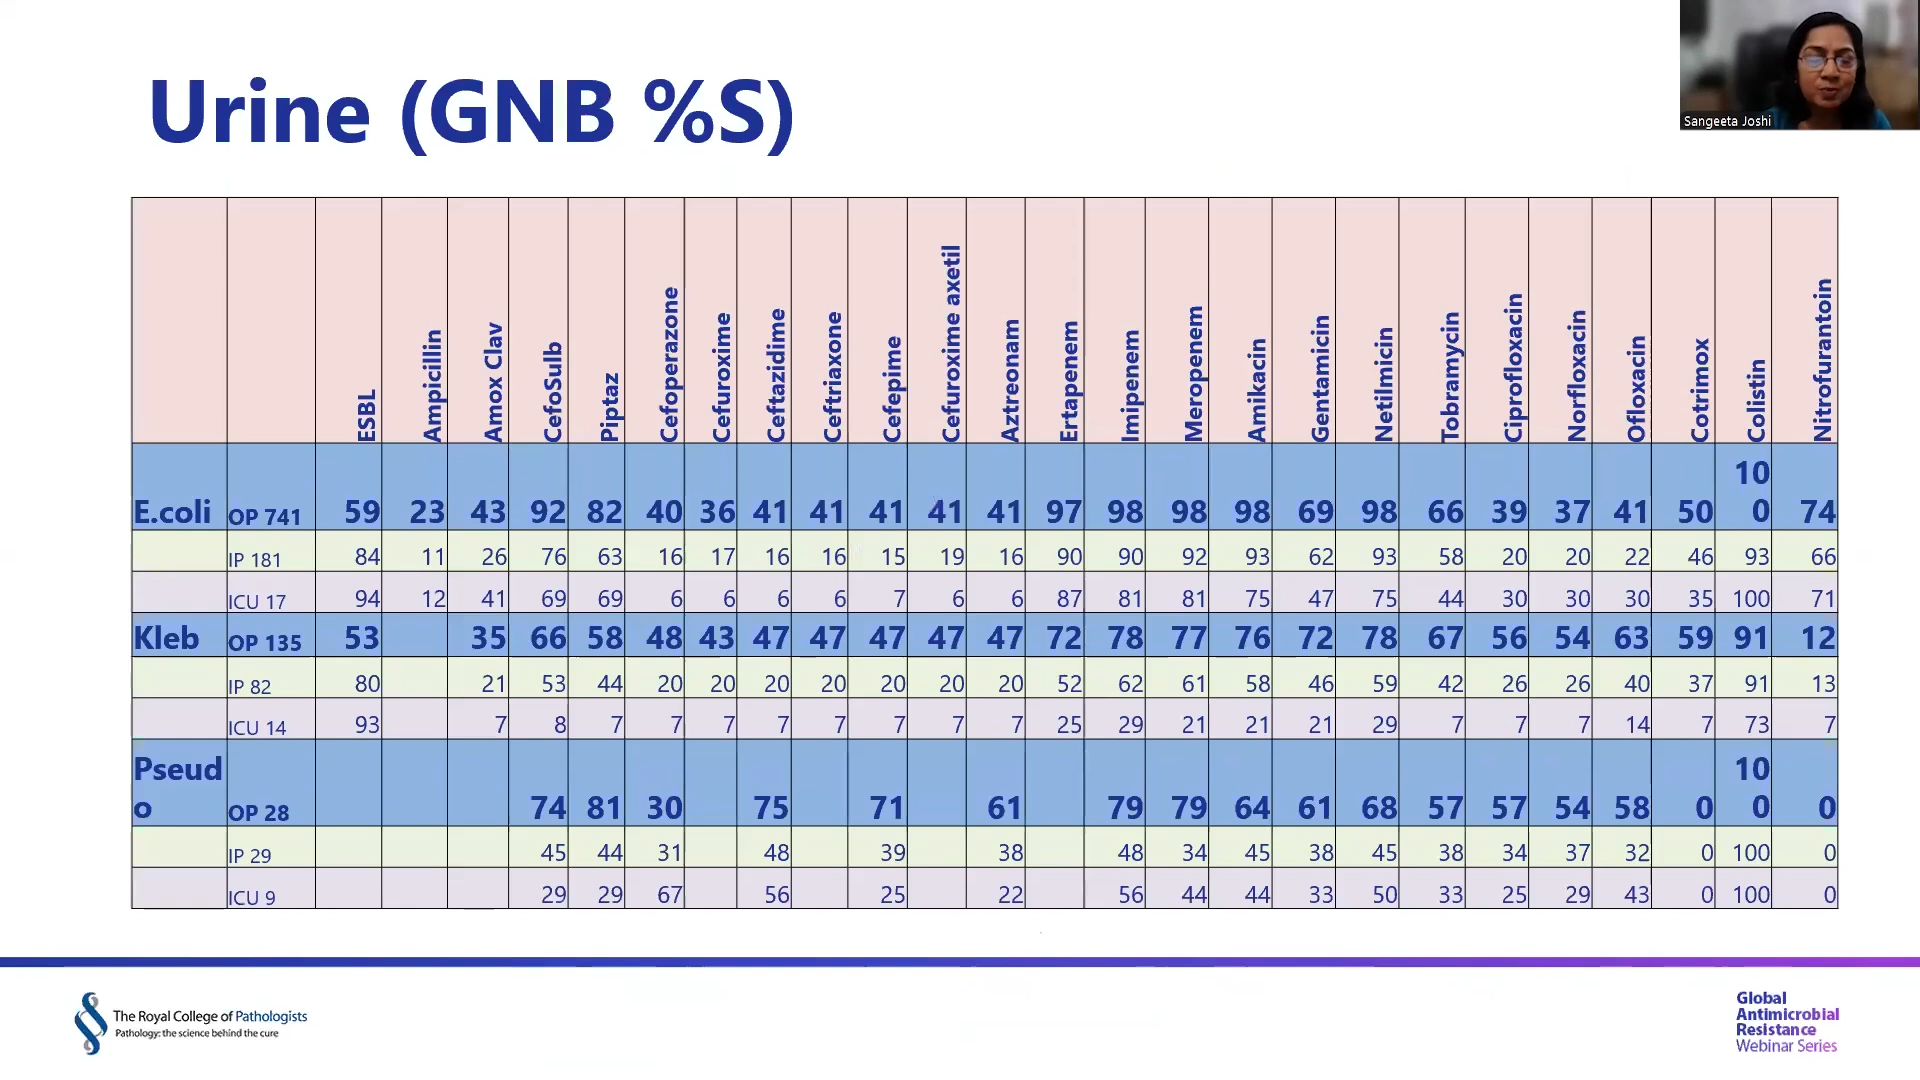 Sangeeta Joshi
Urine (GNB %S)
ESBL Ampicillin Amox Clav CefoSulb Piptaz Cefoperazone Cefuroxime Ceftazidime Ceftriaxone Cefepime Cefuroxime axetil Aztreonam Ertapenem Imipenem Meropenem Amikacin Gentamicin Netilmicin Tobramycin Ciprofloxacin Norfloxacin Ofloxacin Cotrimox Colistin Nitrofurantoin
E.coli OP 741 59 23 43 92 82 40 36 41 41 41 41 41 97 98 98 98 69 98 66 39 37 41 50 100 74
IP 181 84 11 26 76 63 16 17 16 16 15 19 16 90 90 92 93 62 93 58 20 20 22 46 93 66
ICU 17 94 12 41 69 69 6 6 6 6 7 6 6 87 81 81 75 47 75 44 30 30 30 35 100 71
Kleb OP 135 53 35 66 58 48 43 47 47 47 47 47 72 78 77 76 72 78 67 56 54 63 59 91 12
IP 82 80 21 53 44 20 20 20 20 20 20 20 52 62 61 58 46 59 42 26 26 40 37 91 13
ICU 14 93 7 8 7 7 7 7 7 7 7 7 25 29 21 21 21 29 7 7 7 14 7 73 7
Pseudo OP 28 74 81 30 75 71 61 79 79 64 61 68 57 57 54 58 0 100 0
IP 29 45 44 31 48 39 38 48 34 45 38 45 38 34 37 32 0 100 0
ICU 9 29 29 67 56 25 22 56 44 44 33 50 33 25 29 43 0 100 0
The Royal College of Pathologists
Pathology: the science behind the cure
Global
Antimicrobial
Resistance
Webinar Series